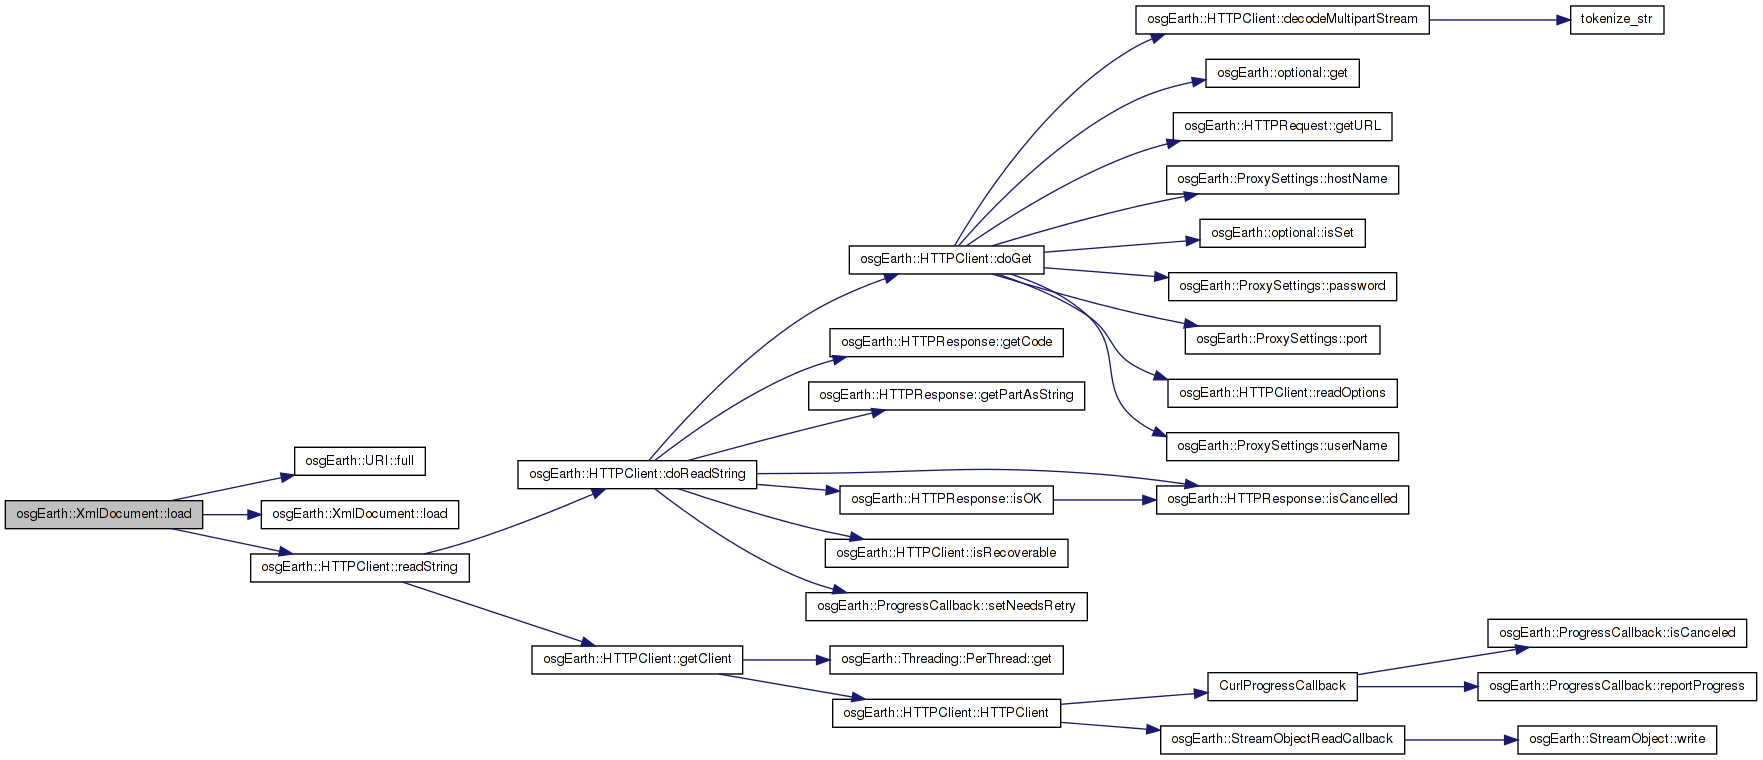 osgEarth::XmlDocument::load
osgEarth::URI::full
osgEarth::XmlDocument::load
osgEarth::HTTPClient::readString
osgEarth::HTTPClient::doReadString
osgEarth::HTTPClient::getClient
osgEarth::HTTPClient::doGet
osgEarth::HTTPResponse::getCode
osgEarth::HTTPResponse::getPartAsString
osgEarth::HTTPResponse::isOK
osgEarth::HTTPClient::isRecoverable
osgEarth::ProgressCallback::setNeedsRetry
osgEarth::Threading::PerThread::get
osgEarth::HTTPClient::HTTPClient
osgEarth::HTTPClient::decodeMultipartStream
osgEarth::optional::get
osgEarth::HTTPRequest::getURL
osgEarth::ProxySettings::hostName
osgEarth::optional::isSet
osgEarth::ProxySettings::password
osgEarth::ProxySettings::port
osgEarth::HTTPClient::readOptions
osgEarth::ProxySettings::userName
osgEarth::HTTPResponse::isCancelled
CurlProgressCallback
osgEarth::StreamObjectReadCallback
tokenize_str
osgEarth::ProgressCallback::isCanceled
osgEarth::ProgressCallback::reportProgress
osgEarth::StreamObject::write